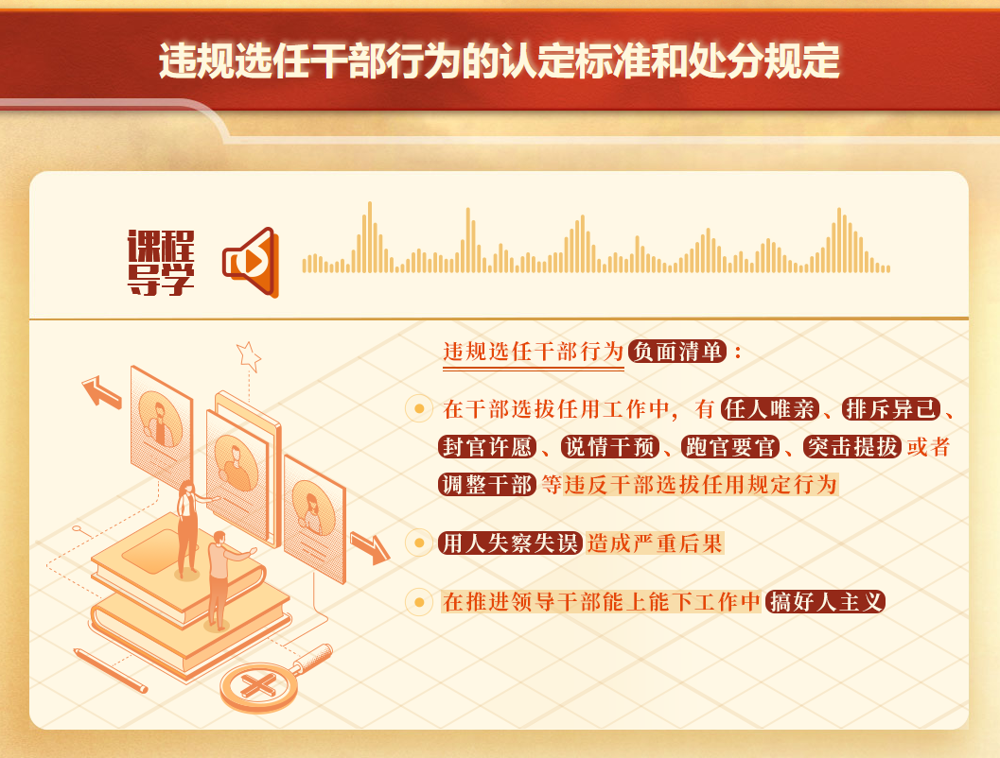 违规选任干部行为的认定标准和处分规定
课程
导学
违规选任干部行为负面清单：
在干部选拔任用工作中，有任人唯亲、排斥异己、
封官许愿、说情干预、跑官要官、突击提拔或者
调整干部等违反干部选拔任用规定行为
用人失察失误造成严重后果
在推进领导干部能上能下工作中搞好人主义